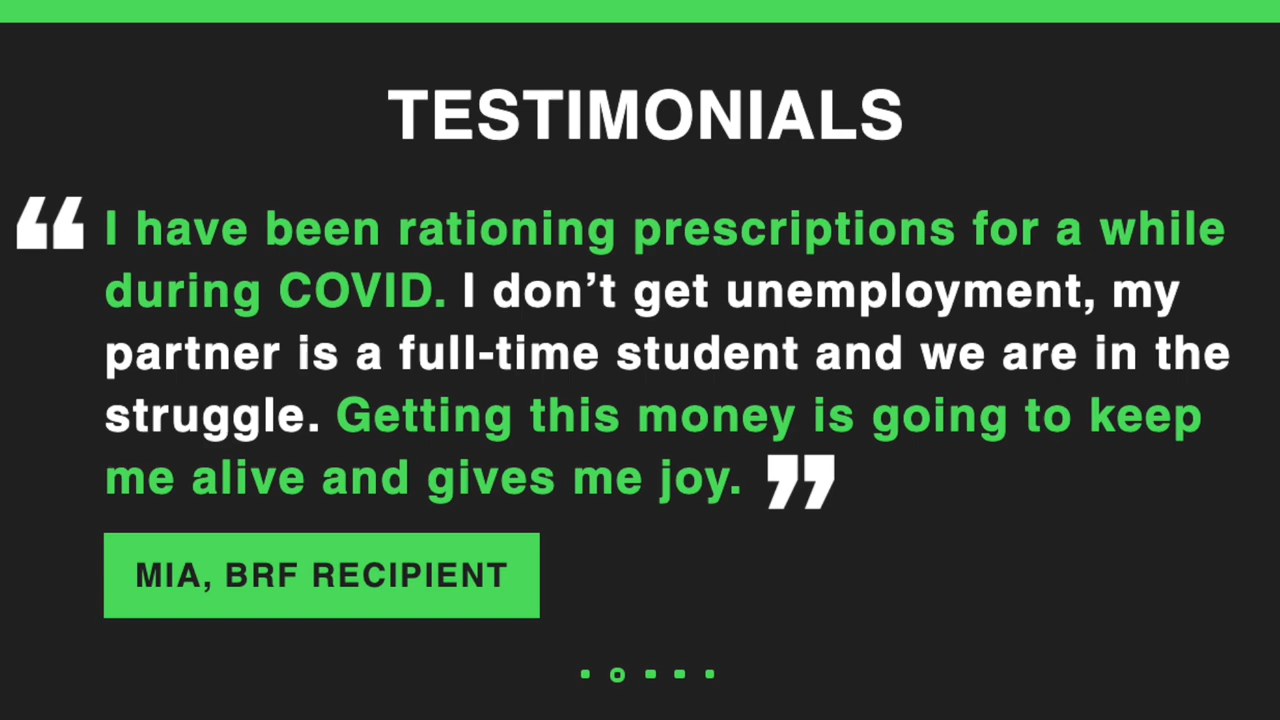 TESTIMONIALS
“I have been rationing prescriptions for a while
during COVID. I don’t get unemployment, my
partner is a full-time student and we are in the
struggle. Getting this money is going to keep
me alive and gives me joy.”
MIA, BRF RECIPIENT